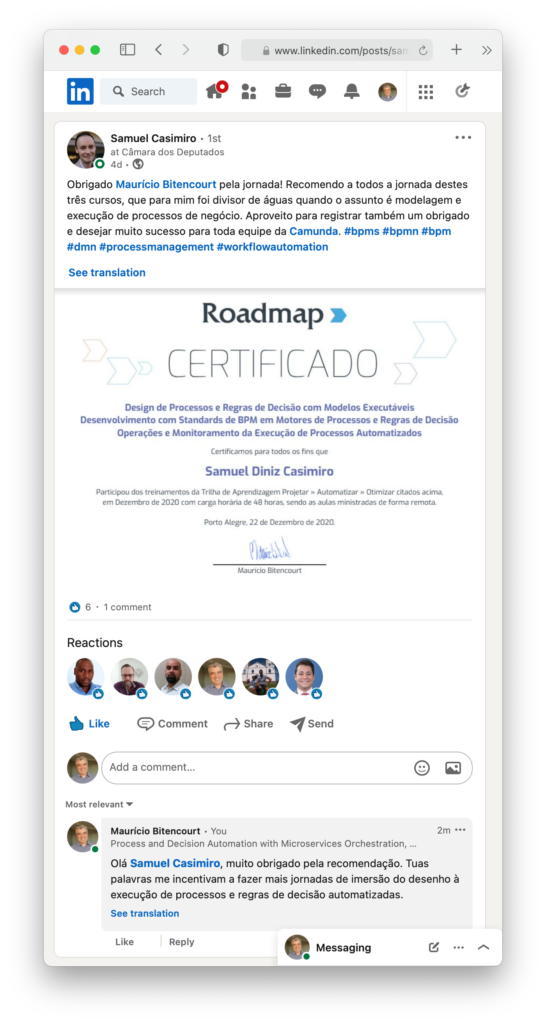 www.linkedin.com/posts/sam
in
Search
Samuel Casimiro • 1st
at Câmara dos Deputados
4d •
Obrigado Maurício Bitencourt pela jornada! Recomendo a todos a jornada destes
três cursos, que para mim foi divisor de águas quando o assunto é modelagem e
execução de processos de negócio. Aproveito para registrar também um obrigado
e desejar muito sucesso para toda equipe da Camunda. #bpms #bpmn #bpm
#dmn #processmanagement #workflowautomation
See translation
Roadmap
CERTIFICADO
Design de Processos e Regras de Decisão com Modelos Executáveis
Desenvolvimento com Standards de BPM em Motores de Processos e Regras de Decisão
Operações e Monitoramento da Execução de Processos Automatizados
Certificamos para todos os fins que
Samuel Diniz Casimiro
Participou dos treinamentos da Trilha de Aprendizagem Projetar » Automatizar » Otimizar citados acima,
em Dezembro de 2020 com carga horária de 48 horas, sendo as aulas ministradas de forma remota.
Porto Alegre, 22 de Dezembro de 2020.
Mauricio Bitencourt
6 • 1 comment
Reactions
Like Comment Share Send
Add a comment...
Most relevant
Maurício Bitencourt • You 2m
Process and Decision Automation with Microservices Orchestration, ...
Olá Samuel Casimiro, muito obrigado pela recomendação. Tuas
palavras me incentivam a fazer mais jornadas de imersão do desenho à
execução de processos e regras de decisão automatizadas.
See translation
Like Reply
Messaging